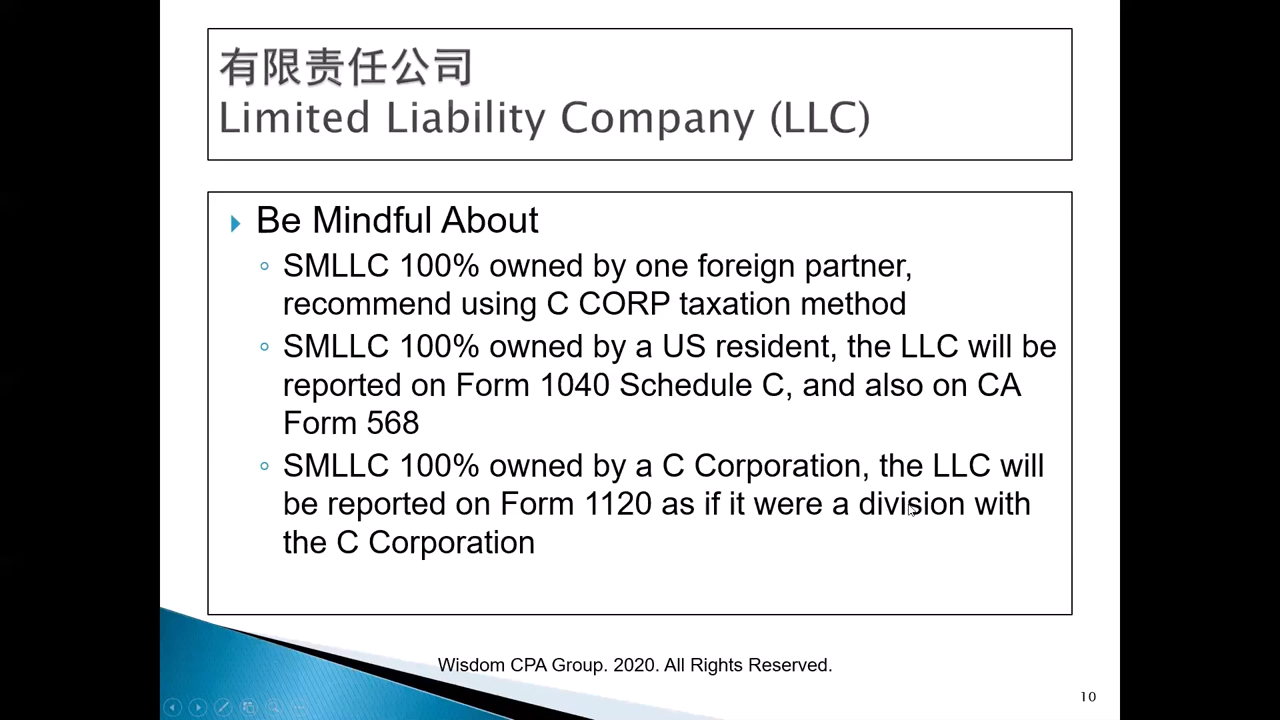 有限责任公司
Limited Liability Company (LLC)
Be Mindful About
SMLLC 100% owned by one foreign partner,
recommend using C CORP taxation method
SMLLC 100% owned by a US resident, the LLC will be
reported on Form 1040 Schedule C, and also on CA
Form 568
SMLLC 100% owned by a C Corporation, the LLC will
be reported on Form 1120 as if it were a division with
the C Corporation
Wisdom CPA Group. 2020. All Rights Reserved.
10